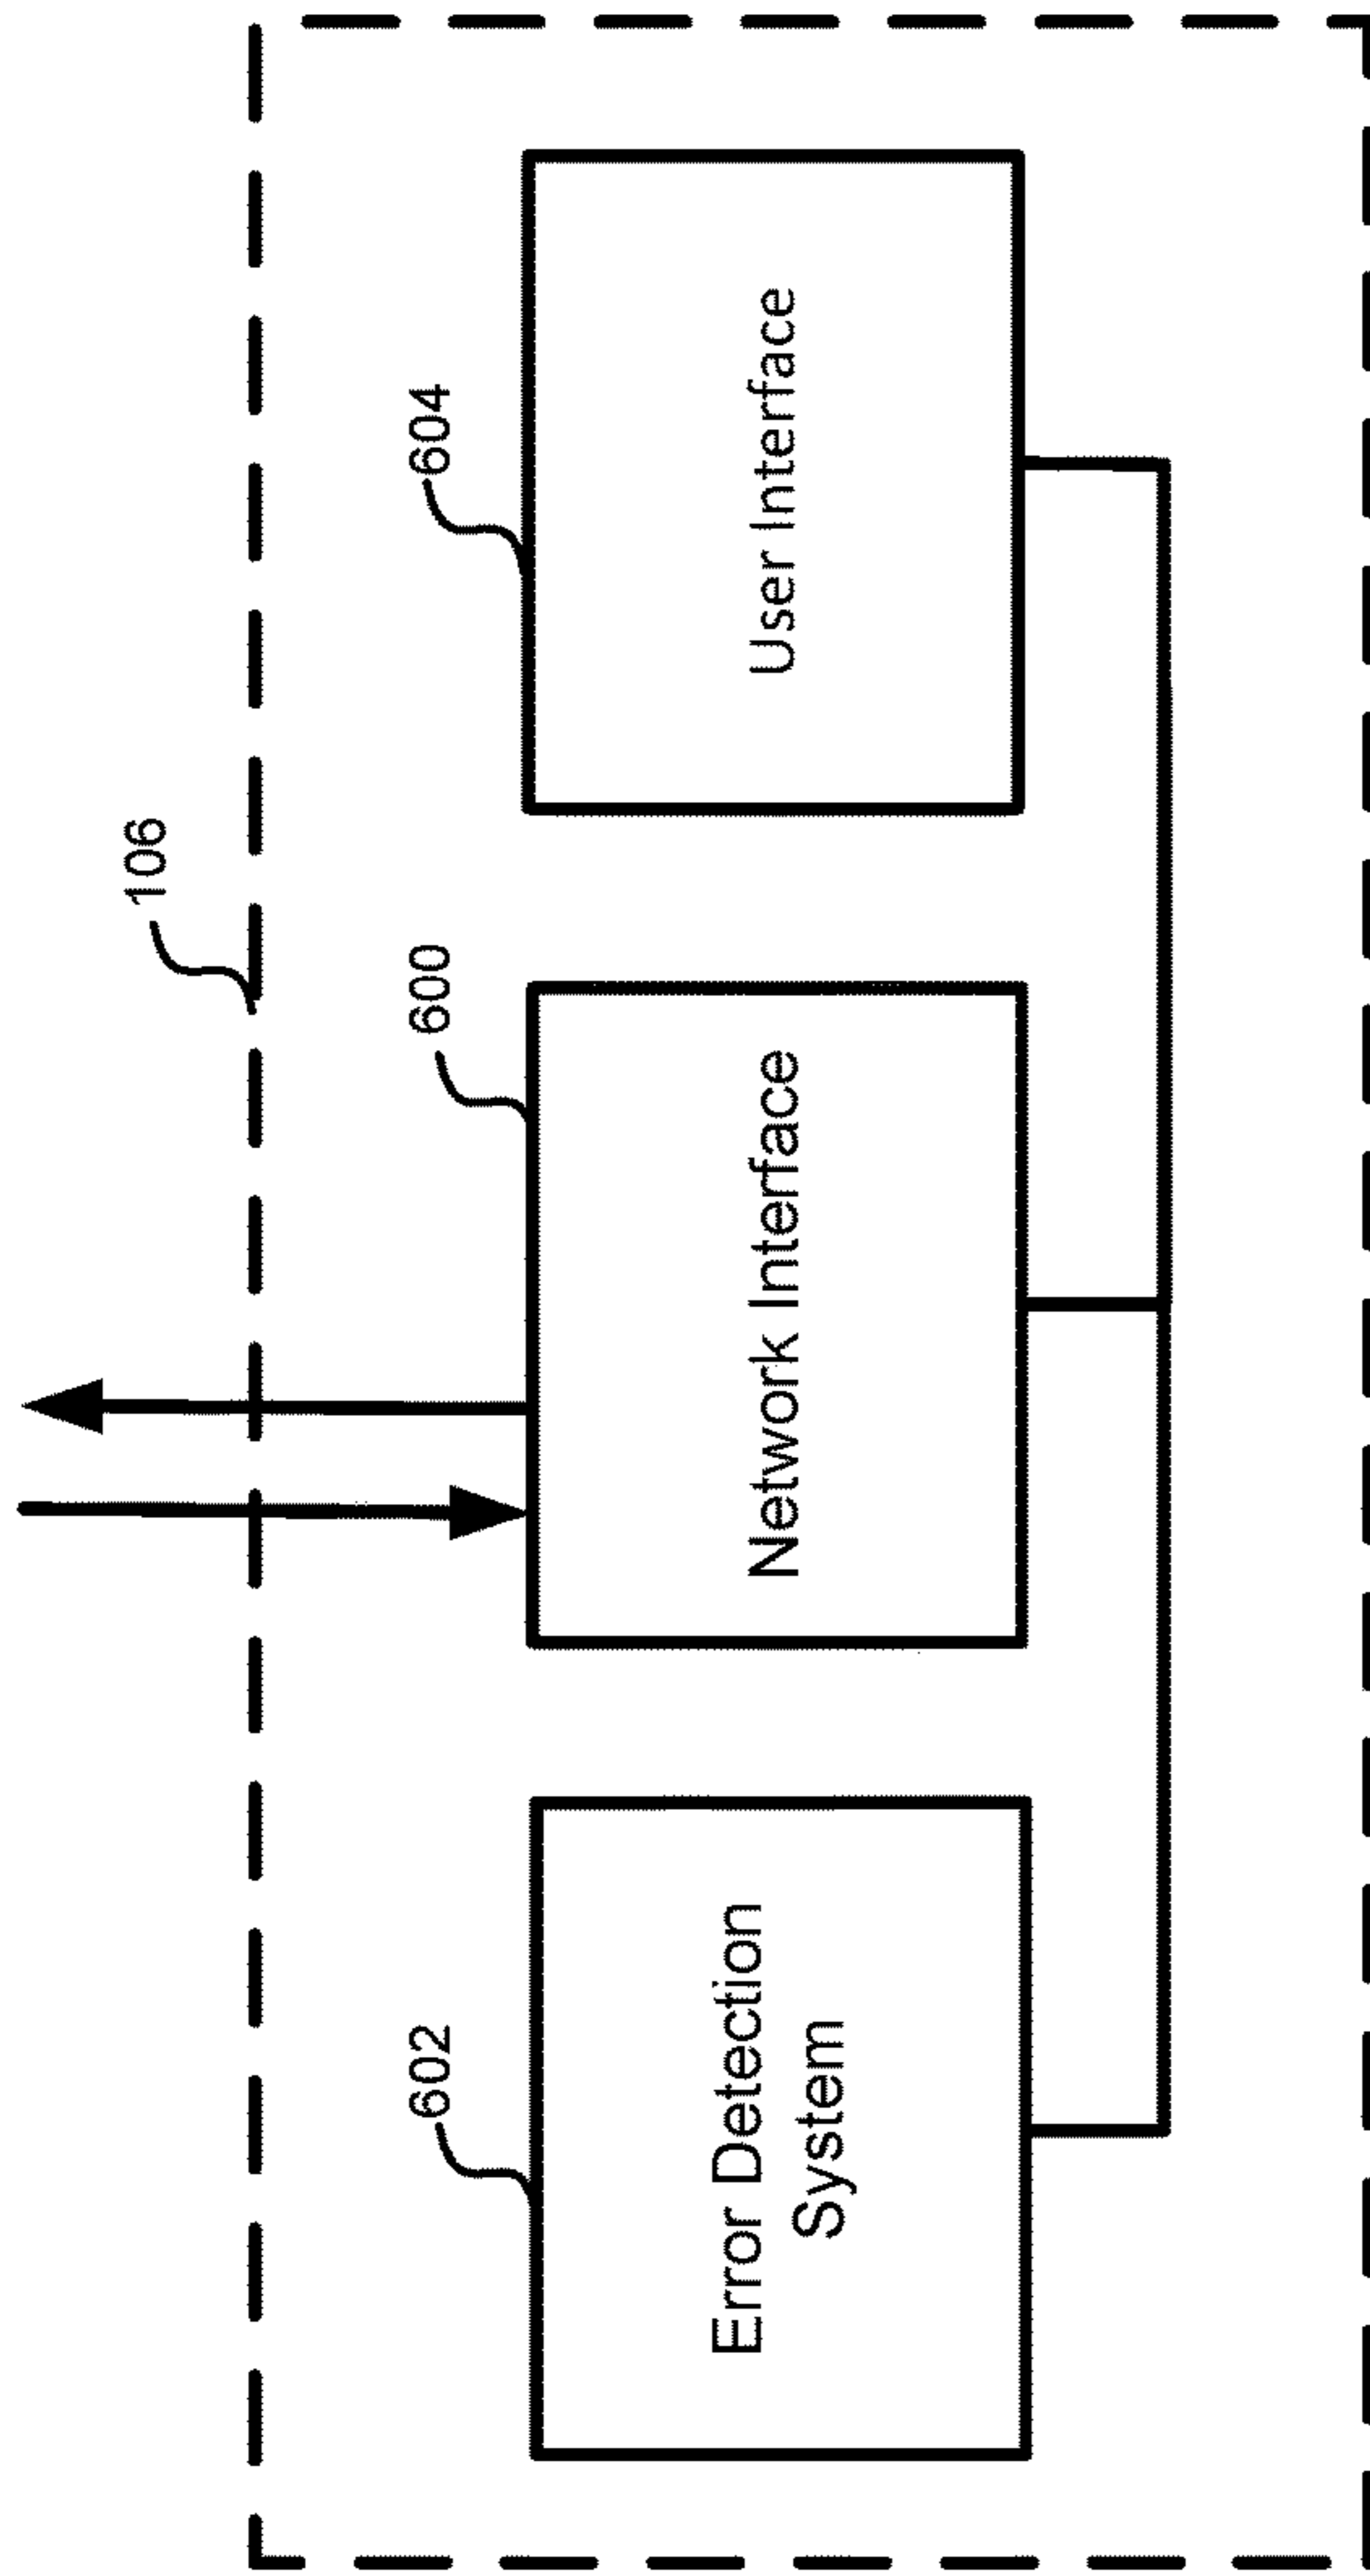 106
602
600
604
Error Detection
System
Network Interface
User Interface